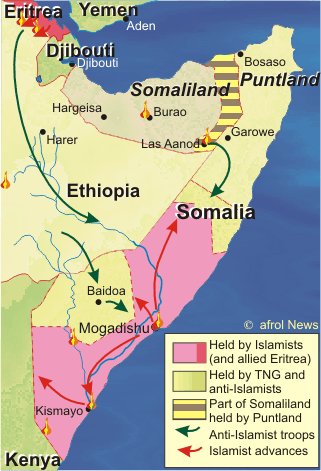 Eritrea
Yemen
Aden
Djibouti
Djibouti
Bosaso
Somaliland
Puntland
Hargeisa
Burao
Harer
Las Aanod
Garowe
Ethiopia
Somalia
Baidoa
Mogadishu
© afrol News
Kismayo
Kenya
Held by Islamists
(and allied Eritrea)
Held by TNG and
anti-Islamists
Part of Somaliland
held by Puntland
Anti-Islamist troops
Islamist advances